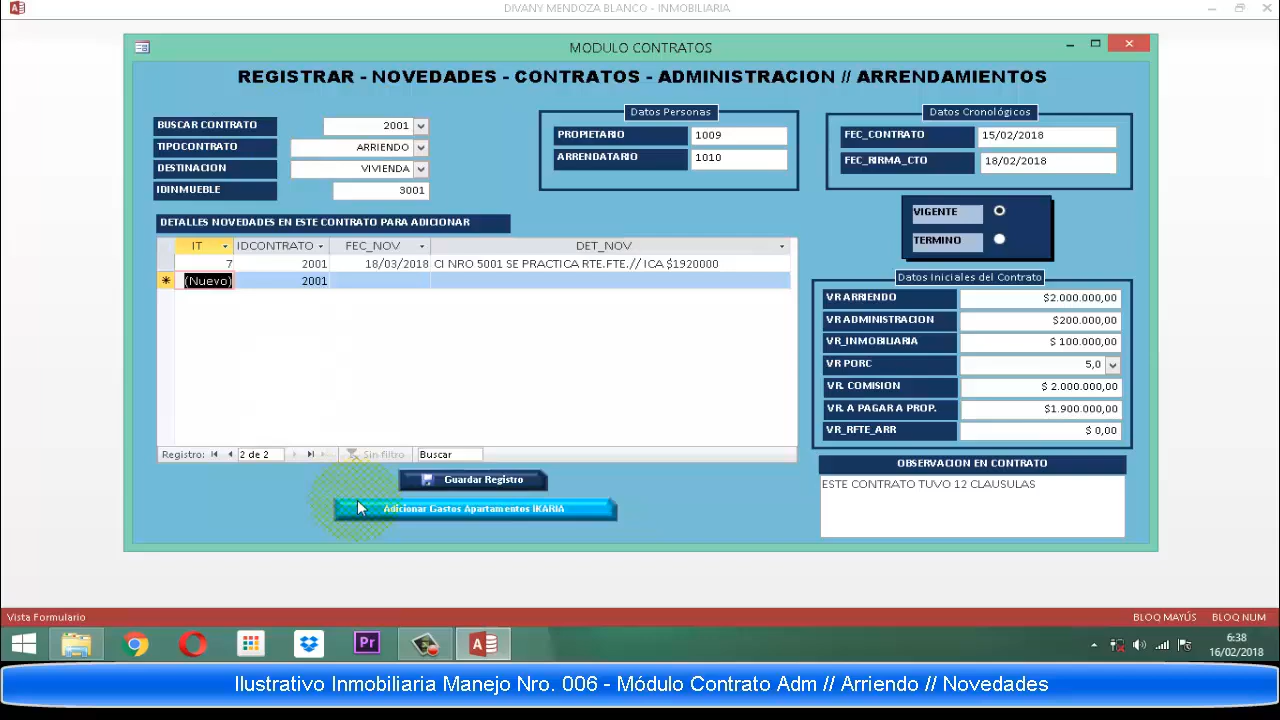 DIVANY MENDOZA BLANCO - INMOBILIARIA
MODULO CONTRATOS
REGISTRAR - NOVEDADES - CONTRATOS - ADMINISTRACION // ARRENDAMIENTOS
BUSCAR CONTRATO 2001
TIPOCONTRATO ARRIENDO
DESTINACION VIVIENDA
IDINMUEBLE 3001
Datos Personas
PROPIETARIO 1009
ARRENDATARIO 1010
Datos Cronológicos
FEC_CONTRATO 15/02/2018
FEC_RIRMA_CTO 18/02/2018
VIGENTE
TERMINO
DETALLES NOVEDADES EN ESTE CONTRATO PARA ADICIONAR
IT IDCONTRATO FEC_NOV DET_NOV
7 2001 18/03/2018 CI NRO 5001 SE PRACTICA RTE.FTE.// ICA $1920000
(Nuevo) 2001
Registro: 2 de 2 Sin filtro Buscar
Datos Iniciales del Contrato
VR ARRIENDO $2.000.000,00
VR ADMINISTRACION $200.000,00
VR_INMOBILIARIA $ 100.000,00
VR PORC 5,0
VR. COMISION $ 2.000.000,00
VR. A PAGAR A PROP. $1.900.000,00
VR_RFTE_ARR $ 0,00
OBSERVACION EN CONTRATO
ESTE CONTRATO TUVO 12 CLAUSULAS
Guardar Registro
Adicionar Gastos Apartamentos IKARIA
Vista Formulario BLOQ MAYÚS BLOQ NUM
Pr
6:38
16/02/2018
Ilustrativo Inmobiliaria Manejo Nro. 006 - Módulo Contrato Adm // Arriendo // Novedades